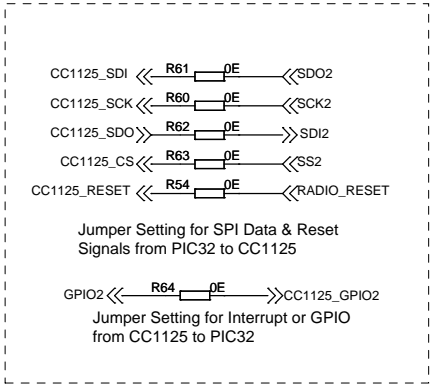 CC1125_SDI R61 0E SDO2
CC1125_SCK R60 0E SCK2
CC1125_SDO R62 0E SDI2
CC1125_CS R63 0E SS2
CC1125_RESET R54 0E RADIO_RESET
Jumper Setting for SPI Data & Reset
Signals from PIC32 to CC1125
GPIO2 R64 0E CC1125_GPIO2
Jumper Setting for Interrupt or GPIO
from CC1125 to PIC32